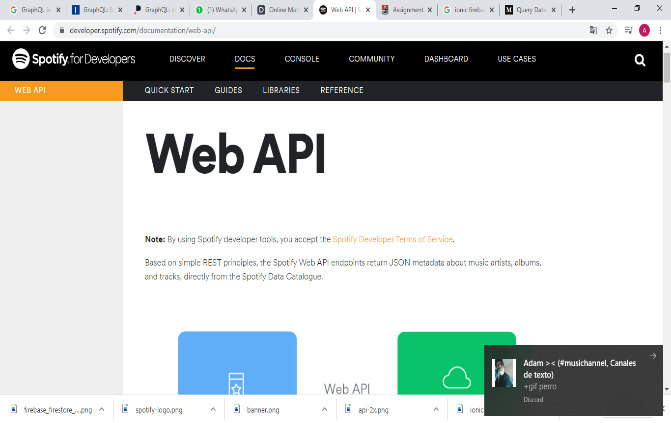 GraphQL in
GraphQL fo
GraphQL: p
(1) WhatsA
Online Mar
Web API | S
Assignment
ionic fireba
Query Data
developer.spotify.com/documentation/web-api/
Spotify for Developers
DISCOVER
DOCS
CONSOLE
COMMUNITY
DASHBOARD
USE CASES
WEB API
QUICK START
GUIDES
LIBRARIES
REFERENCE
Web API
Note: By using Spotify developer tools, you accept the Spotify Developer Terms of Service.
Based on simple REST principles, the Spotify Web API endpoints return JSON metadata about music artists, albums,
and tracks, directly from the Spotify Data Catalogue.
Web API
Adam >< (#musichannel, Canales
de texto)
+gif perro
Discord
firebase_firestore_....png
spotify-logo.png
banner.png
api-2x.png
ionic